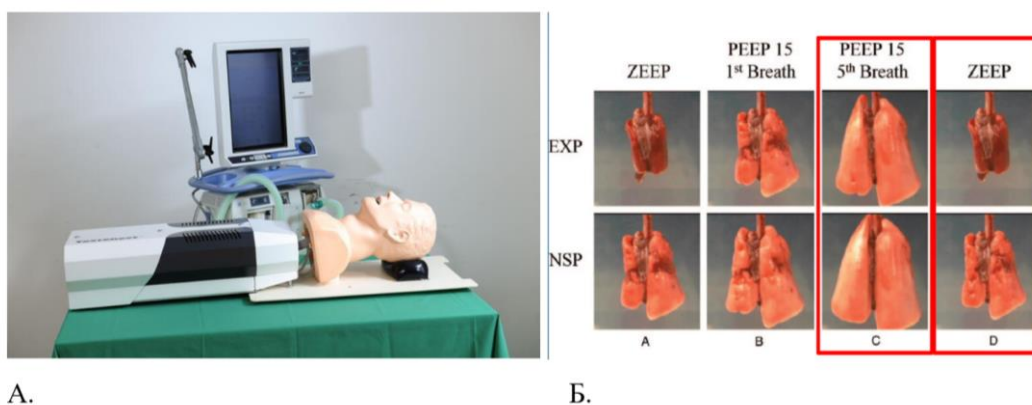 PEEP 15 PEEP 15
ZEEP 1st Breath 5th Breath ZEEP
EXP
NSP
A B C D
А. Б.